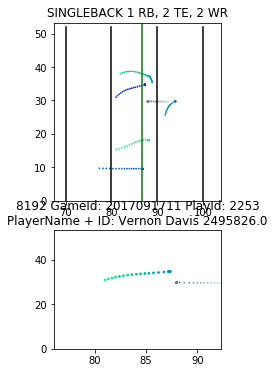 SINGLEBACK 1 RB, 2 TE, 2 WR
50
40
30
20
10
0
70 80 90 100
8192 GameId: 2017091711 PlayId: 2253
PlayerName + ID: Vernon Davis 2495826.0
40
20
0
80 85 90